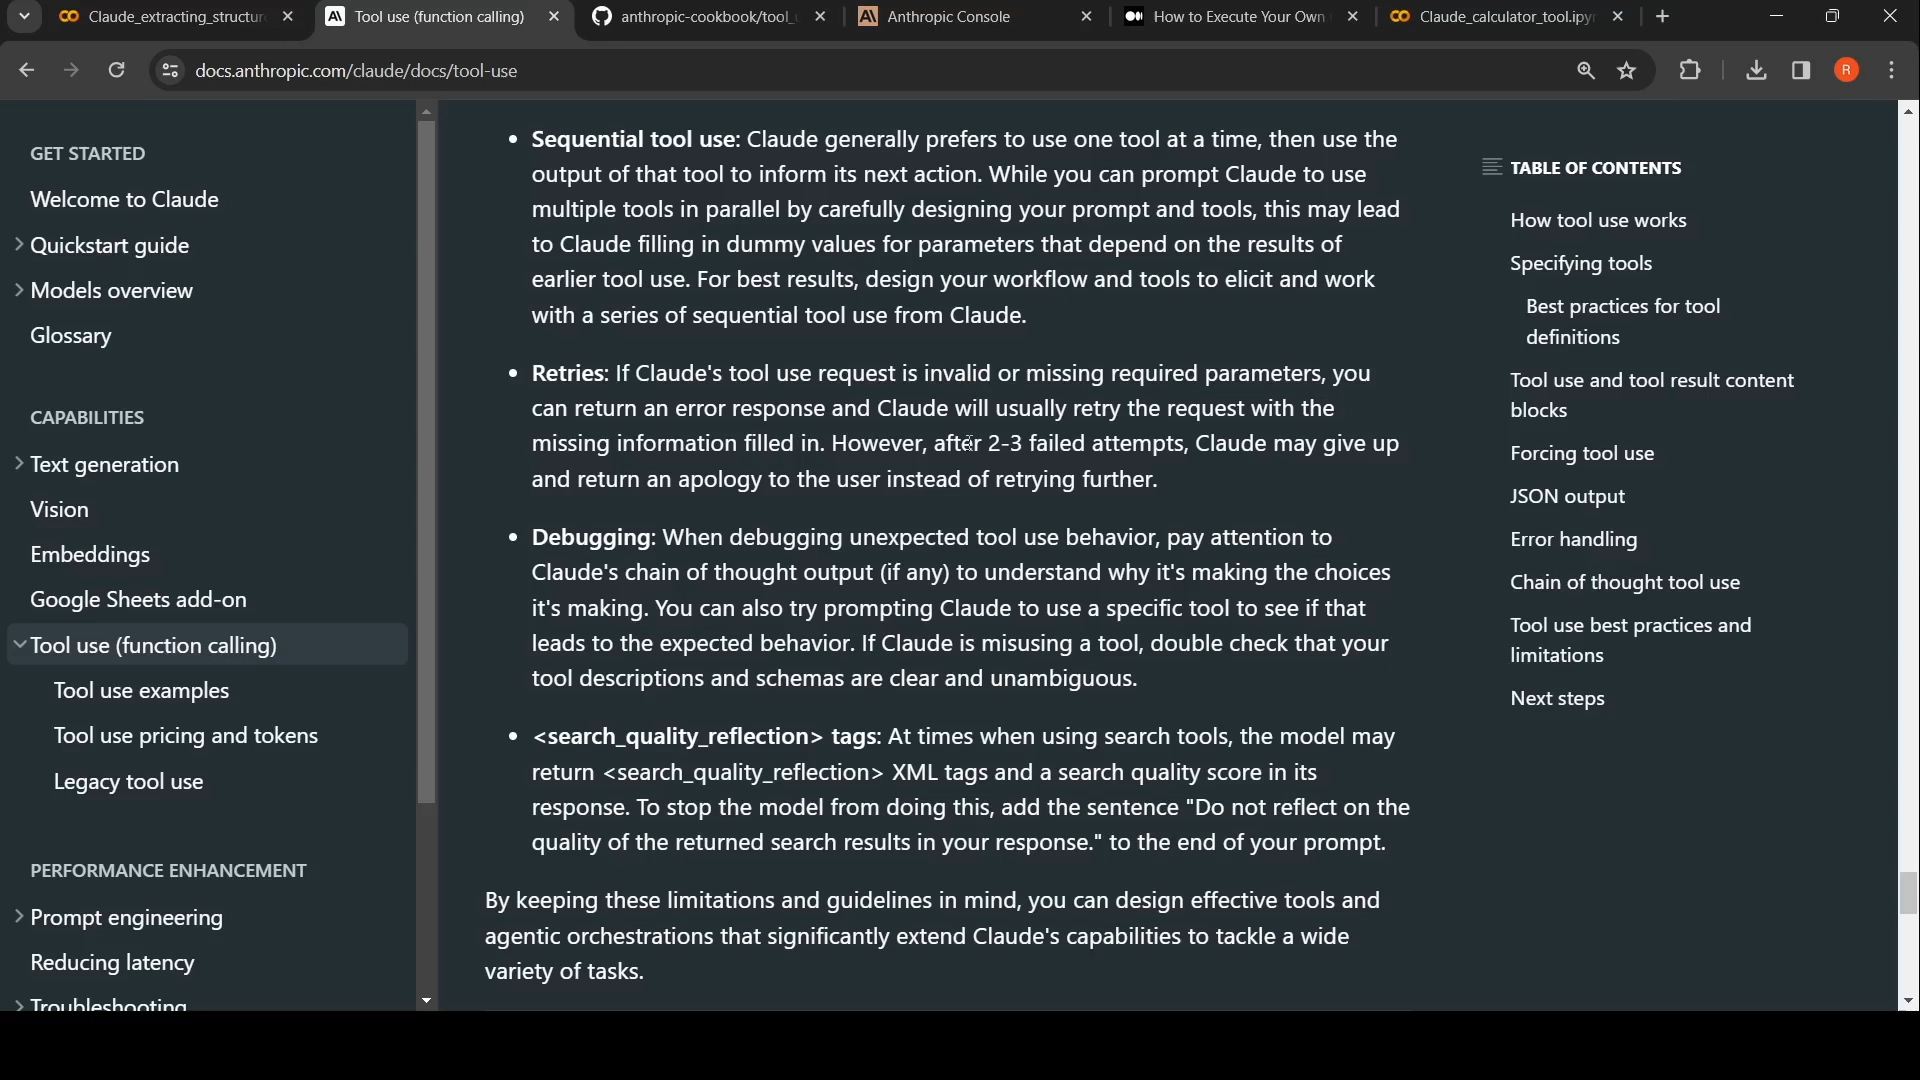 Claude_extracting_structur
Tool use (function calling)
anthropic-cookbook/tool_u
Anthropic Console
How to Execute Your Own
Claude_calculator_tool.ipyn
docs.anthropic.com/claude/docs/tool-use
R
GET STARTED
Welcome to Claude
Quickstart guide
Models overview
Glossary
CAPABILITIES
Text generation
Vision
Embeddings
Google Sheets add-on
Tool use (function calling)
Tool use examples
Tool use pricing and tokens
Legacy tool use
PERFORMANCE ENHANCEMENT
Prompt engineering
Reducing latency
Troubleshooting
• Sequential tool use: Claude generally prefers to use one tool at a time, then use the
output of that tool to inform its next action. While you can prompt Claude to use
multiple tools in parallel by carefully designing your prompt and tools, this may lead
to Claude filling in dummy values for parameters that depend on the results of
earlier tool use. For best results, design your workflow and tools to elicit and work
with a series of sequential tool use from Claude.
• Retries: If Claude's tool use request is invalid or missing required parameters, you
can return an error response and Claude will usually retry the request with the
missing information filled in. However, after 2-3 failed attempts, Claude may give up
and return an apology to the user instead of retrying further.
• Debugging: When debugging unexpected tool use behavior, pay attention to
Claude's chain of thought output (if any) to understand why it's making the choices
it's making. You can also try prompting Claude to use a specific tool to see if that
leads to the expected behavior. If Claude is misusing a tool, double check that your
tool descriptions and schemas are clear and unambiguous.
• <search_quality_reflection> tags: At times when using search tools, the model may
return <search_quality_reflection> XML tags and a search quality score in its
response. To stop the model from doing this, add the sentence "Do not reflect on the
quality of the returned search results in your response." to the end of your prompt.
By keeping these limitations and guidelines in mind, you can design effective tools and
agentic orchestrations that significantly extend Claude's capabilities to tackle a wide
variety of tasks.
TABLE OF CONTENTS
How tool use works
Specifying tools
Best practices for tool
definitions
Tool use and tool result content
blocks
Forcing tool use
JSON output
Error handling
Chain of thought tool use
Tool use best practices and
limitations
Next steps